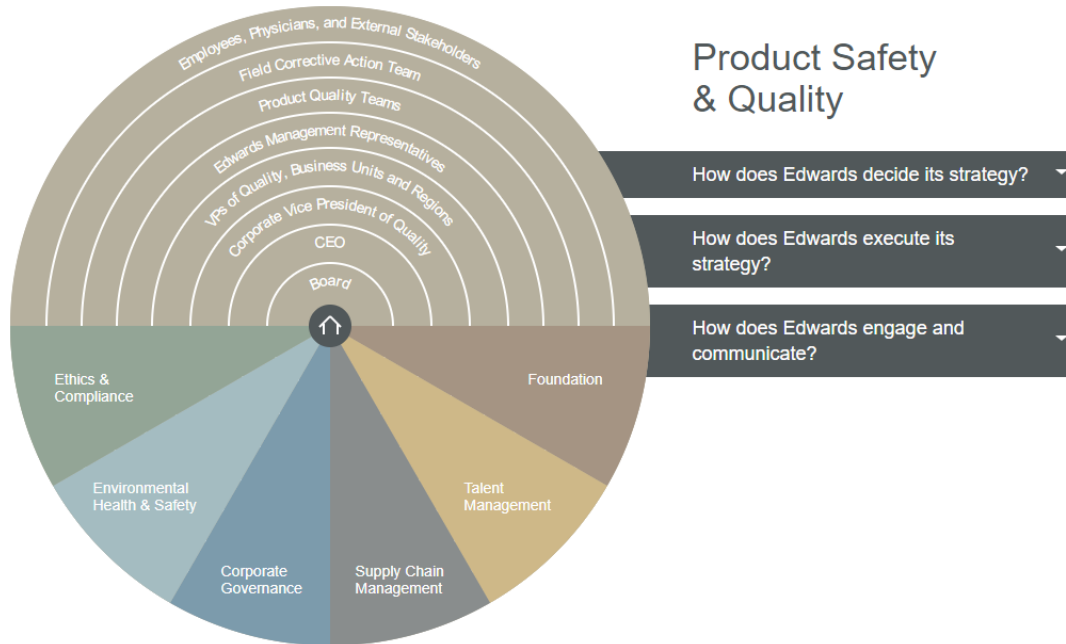 Employees, Physicians, and External Stakeholders
Field Corrective Action Team
Product Quality Teams
Edwards Management Representatives
VPs of Quality, Business Units and Regions
Corporate Vice President of Quality
CEO
Board
Ethics &
Compliance
Environmental
Health & Safety
Corporate
Governance
Supply Chain
Management
Talent
Management
Foundation
Product Safety
& Quality
How does Edwards decide its strategy?
How does Edwards execute its
strategy?
How does Edwards engage and
communicate?